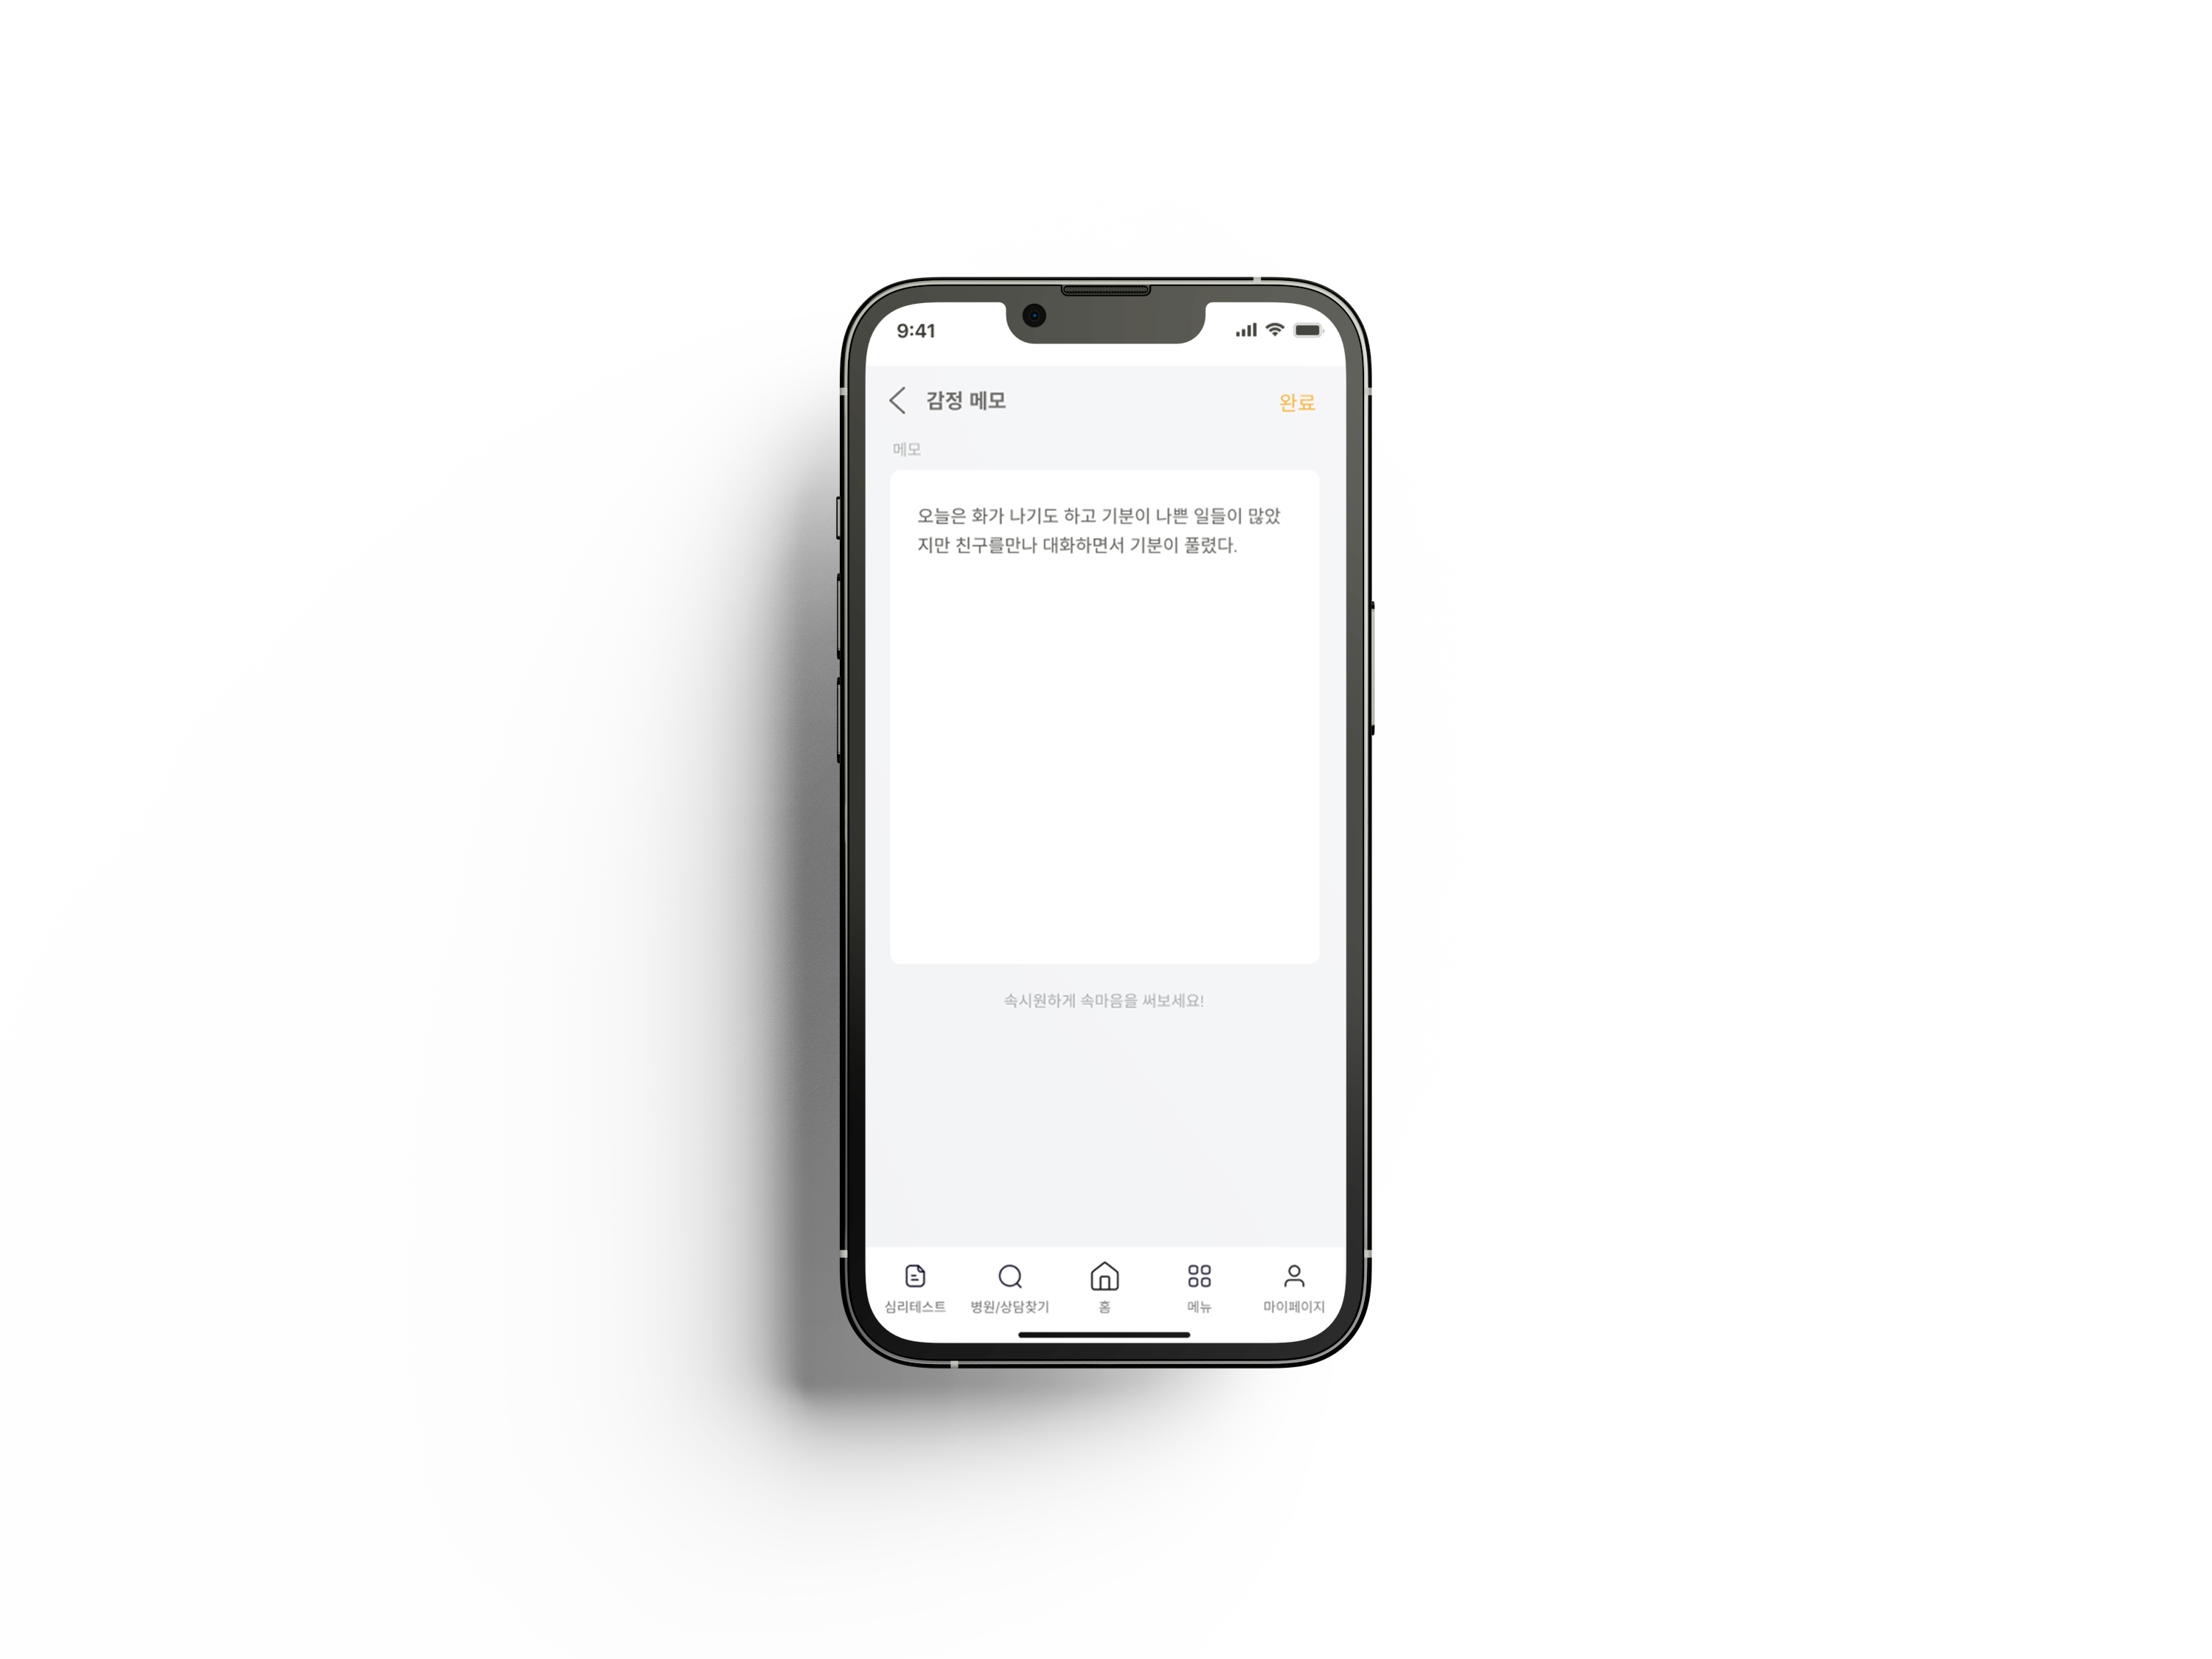 9:41
감정 메모
완료
메모
오늘은 화가 나기도 하고 기분이 나쁜 일들이 많았
지만 친구를만나 대화하면서 기분이 풀렸다.
속시원하게 속마음을 써보세요!
심리테스트 병원/상담찾기 홈 메뉴 마이페이지